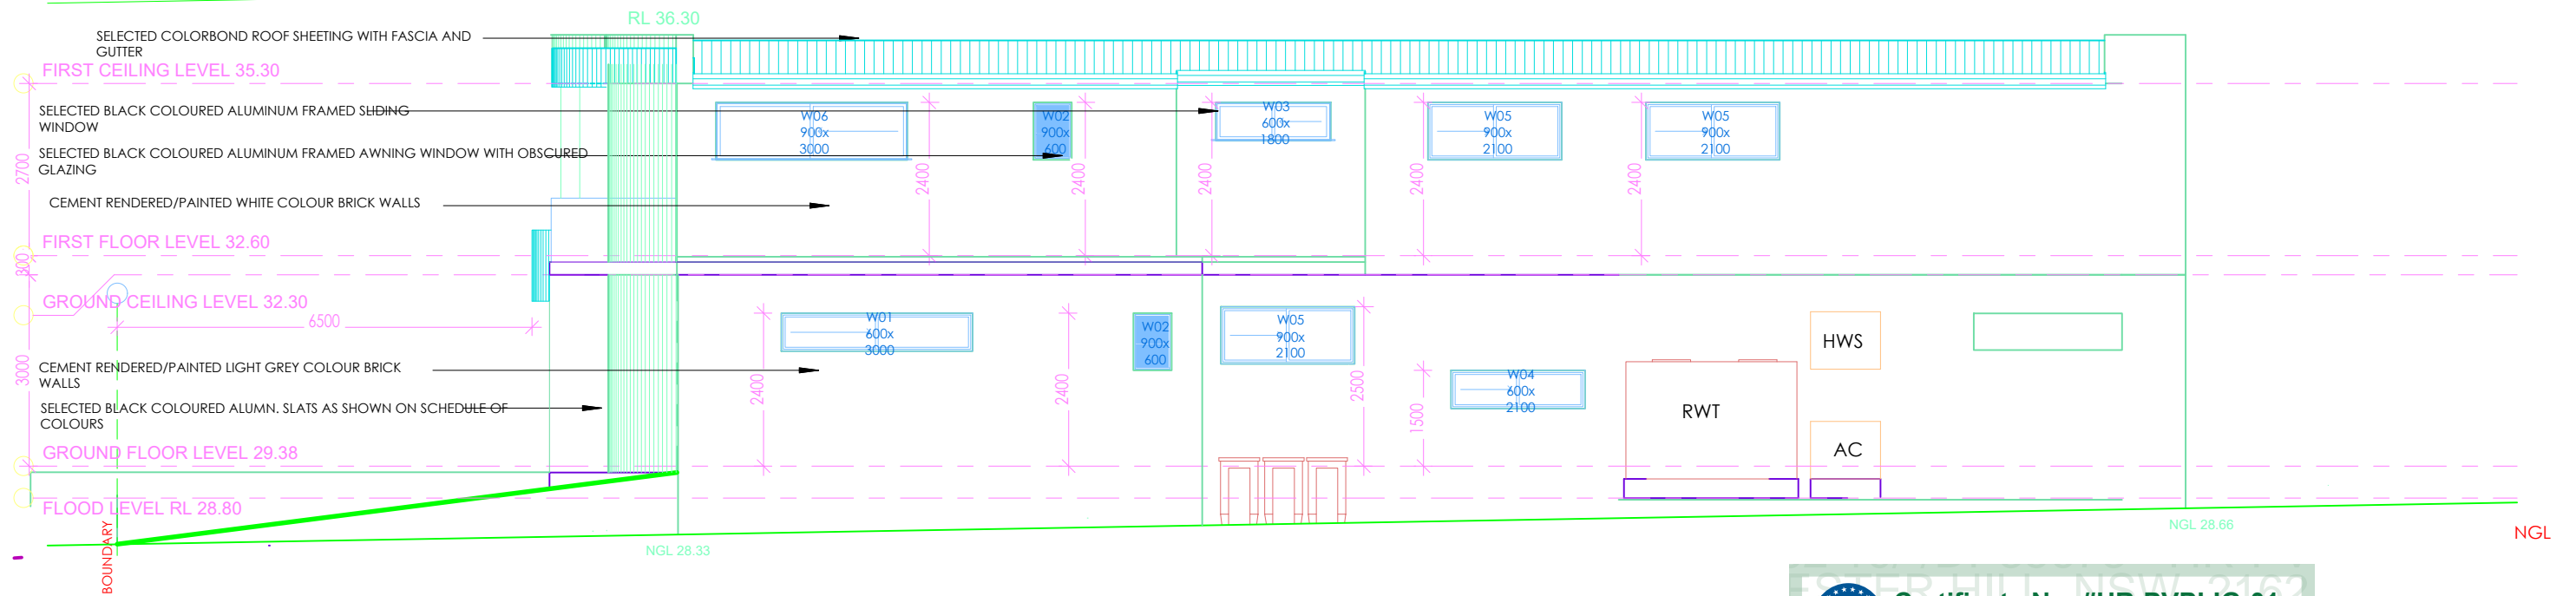 RL 36.30
SELECTED COLORBOND ROOF SHEETING WITH FASCIA AND
GUTTER
FIRST CEILING LEVEL 35.30
SELECTED BLACK COLOURED ALUMINUM FRAMED SLIDING
WINDOW
SELECTED BLACK COLOURED ALUMINUM FRAMED AWNING WINDOW WITH OBSCURED
GLAZING
2700
CEMENT RENDERED/PAINTED WHITE COLOUR BRICK WALLS
W06
900x
3000
2400
W02
900x
600
2400
W03
600x
1800
2400
W05
900x
2100
2400
W05
900x
2100
2400
FIRST FLOOR LEVEL 32.60
300
GROUND CEILING LEVEL 32.30
6500
3000
CEMENT RENDERED/PAINTED LIGHT GREY COLOUR BRICK
WALLS
SELECTED BLACK COLOURED ALUMN. SLATS AS SHOWN ON SCHEDULE OF
COLOURS
W01
600x
3000
2400
W02
900x
600
2400
W05
900x
2100
2500
W04
600x
2100
1500
RWT
HWS
AC
GROUND FLOOR LEVEL 29.38
FLOOD LEVEL RL 28.80
BOUNDARY
NGL 28.33
NGL 28.66
NGL